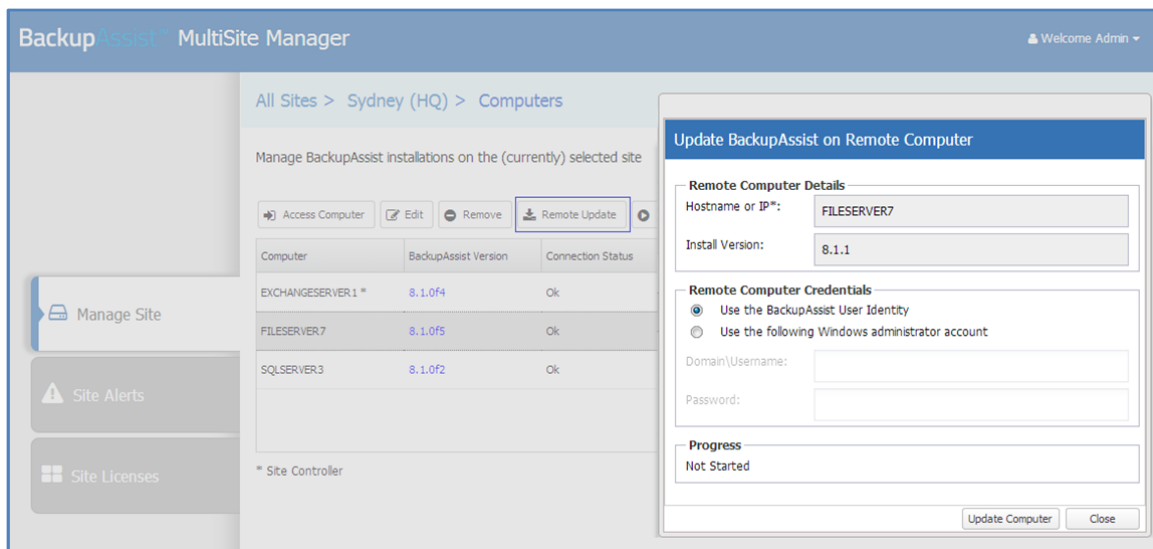 BackupAssist® MultiSite Manager
Welcome Admin
All Sites > Sydney (HQ) > Computers
Manage BackupAssist installations on the (currently) selected site
Access Computer Edit Remove Remote Update
Computer BackupAssist Version Connection Status
EXCHANGESERVER1 * 8.1.0f4 Ok
FILESERVER7 8.1.0f5 Ok
SQLSERVER3 8.1.0f2 Ok
* Site Controller
Manage Site
Site Alerts
Site Licenses
Update BackupAssist on Remote Computer
Remote Computer Details
Hostname or IP*: FILESERVER7
Install Version: 8.1.1
Remote Computer Credentials
Use the BackupAssist User Identity
Use the following Windows administrator account
Domain\Username:
Password:
Progress
Not Started
Update Computer Close